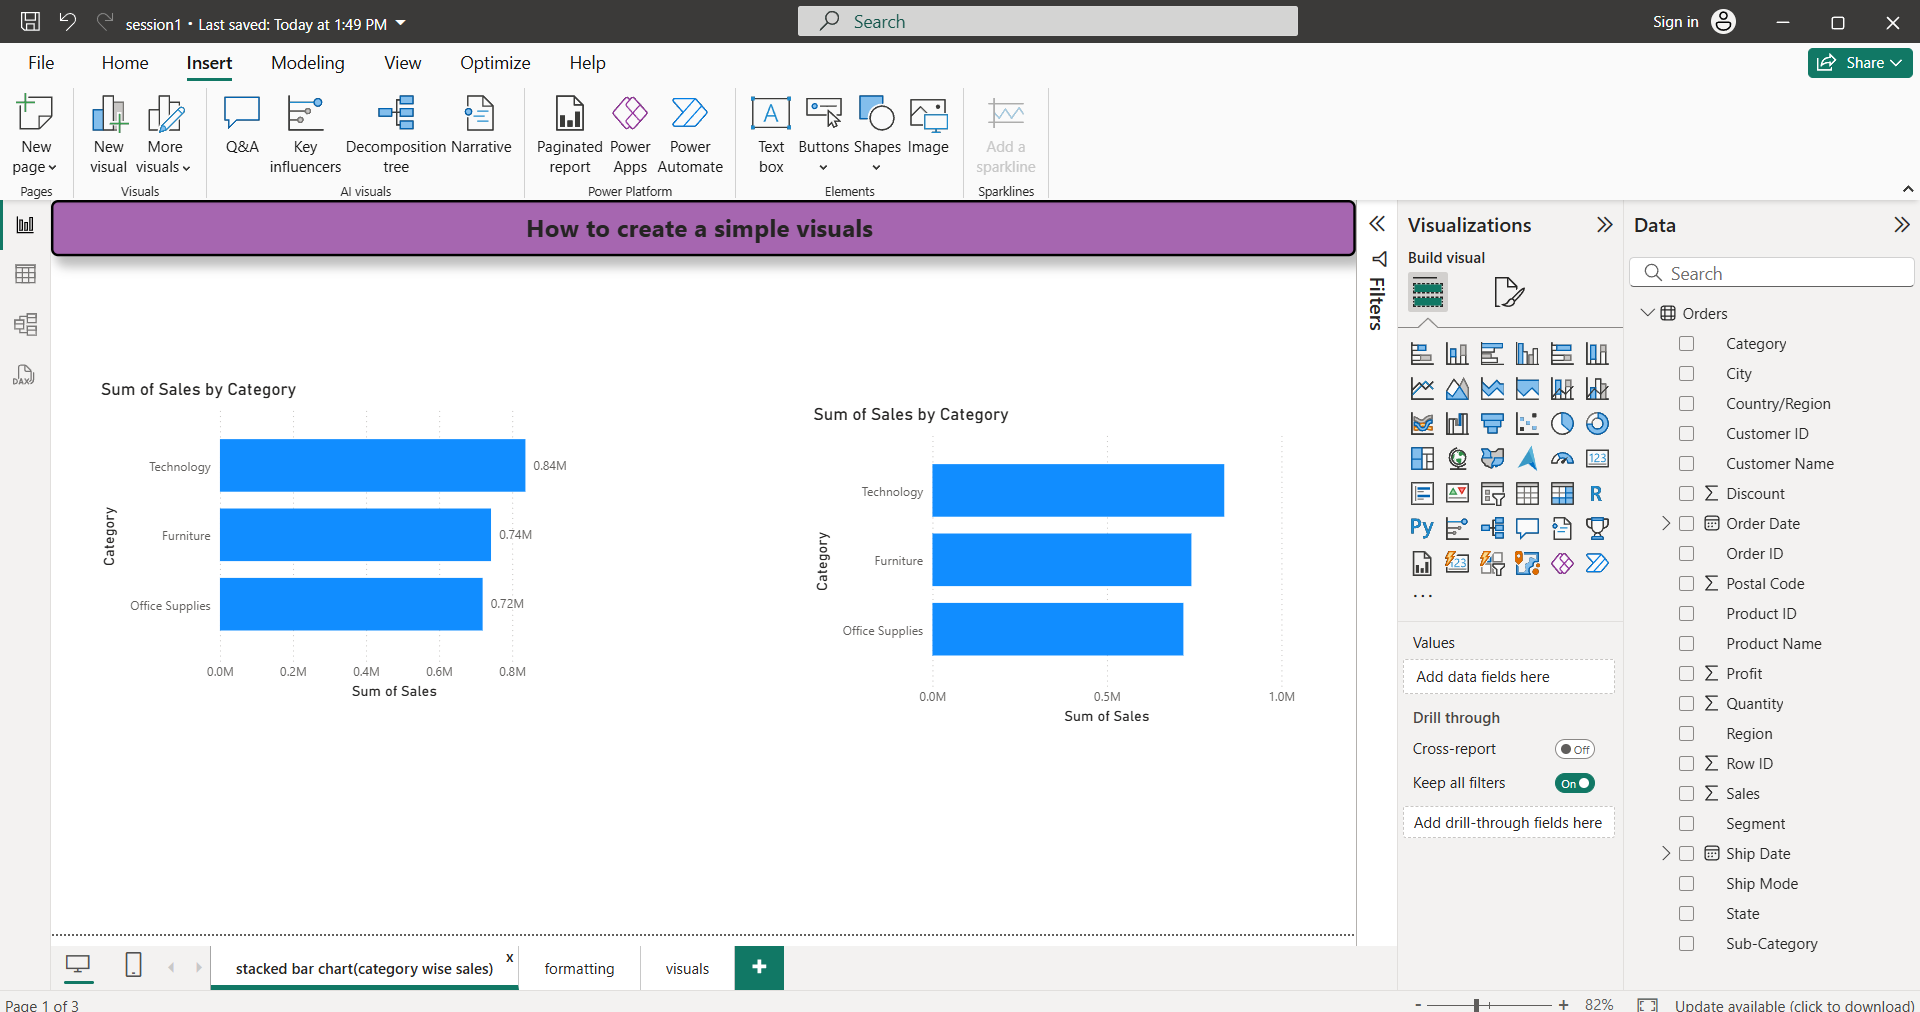 session1 • Last saved: Today at 1:49 PM
Search
Sign in
File Home Insert Modeling View Optimize Help
Share
New page
Pages
New visual
More visuals
Visuals
Q&A
Key influencers
Decomposition tree
Narrative
AI visuals
Paginated report
Power Apps
Power Automate
Power Platform
Text box
Buttons
Shapes
Image
Elements
Add a sparkline
Sparklines
How to create a simple visuals
Sum of Sales by Category
Category
Technology
0.84M
Furniture
0.74M
Office Supplies
0.72M
0.0M 0.2M 0.4M 0.6M 0.8M
Sum of Sales
Sum of Sales by Category
Category
Technology
Furniture
Office Supplies
0.0M 0.5M 1.0M
Sum of Sales
Filters
Visualizations
Build visual
123
R
Py
123
Values
Add data fields here
Drill through
Cross-report
Off
Keep all filters
On
Add drill-through fields here
Data
Search
Orders
Category
City
Country/Region
Customer ID
Customer Name
Discount
Order Date
Order ID
Postal Code
Product ID
Product Name
Profit
Quantity
Region
Row ID
Sales
Segment
Ship Date
Ship Mode
State
Sub-Category
DAX
stacked bar chart(category wise sales) x
formatting
visuals
+
Page 1 of 3
- + 82%
Update available (click to download)